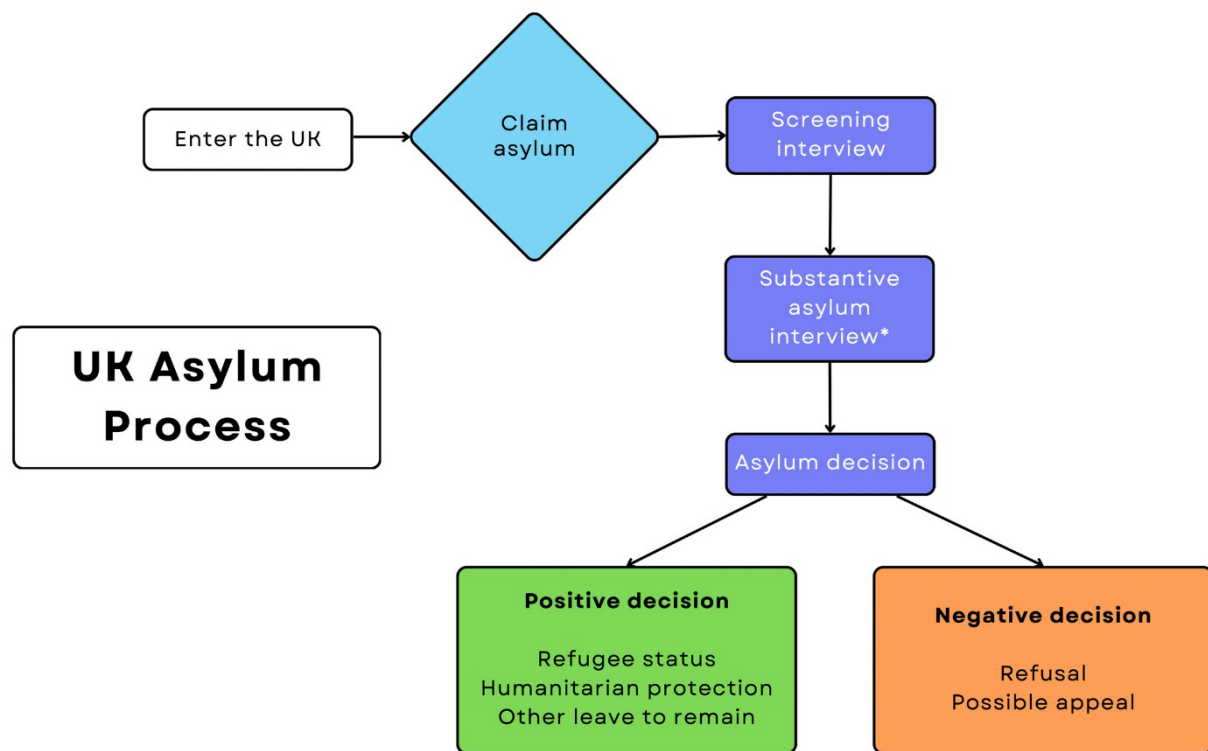 Enter the UK
Claim
asylum
Screening
interview
Substantive
asylum
interview*
UK Asylum
Process
Asylum decision
Positive decision
Refugee status
Humanitarian protection
Other leave to remain
Negative decision
Refusal
Possible appeal